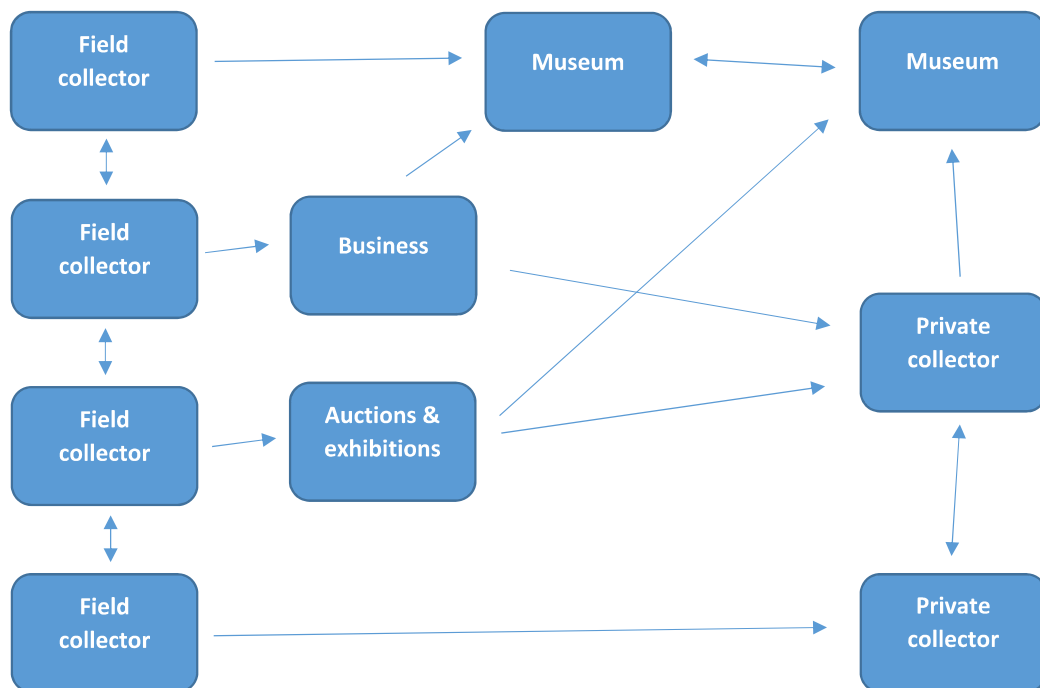 Field
collector
Museum
Museum
Field
collector
Business
Private
collector
Field
collector
Auctions &
exhibitions
Field
collector
Private
collector